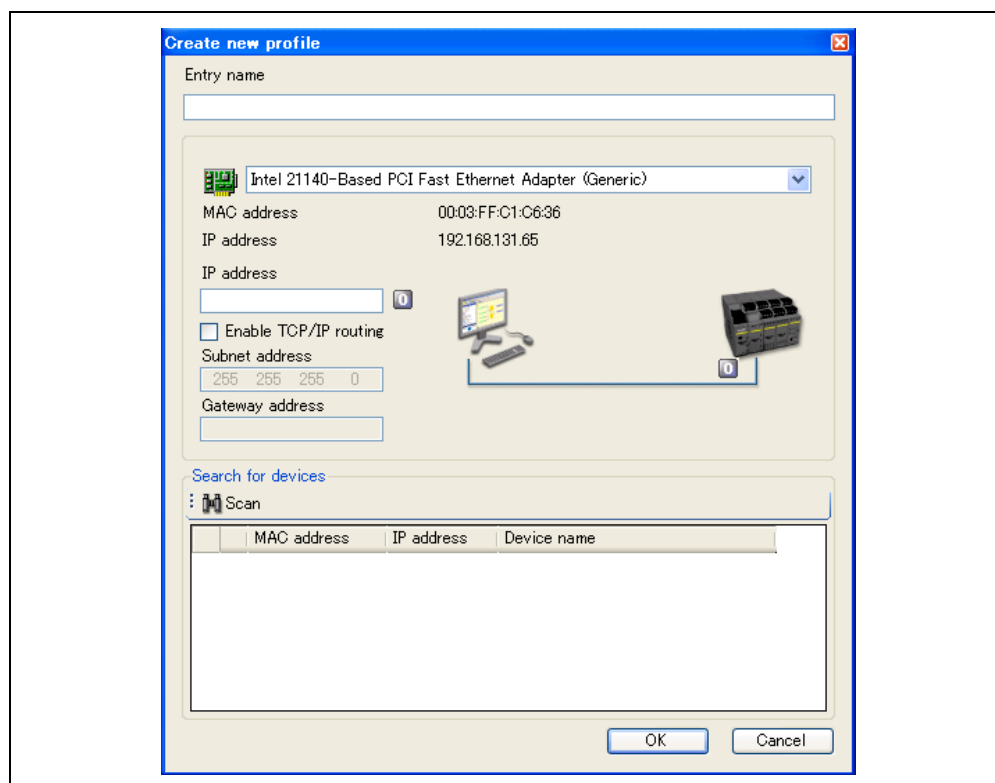 Create new profile
Entry name
Intel 21140-Based PCI Fast Ethernet Adapter (Generic)
MAC address 00:03:FF:C1:C6:36
IP address 192.168.131.65
IP address
0
Enable TCP/IP routing
Subnet address
255 255 255 0
0
Gateway address
Search for devices
Scan
MAC address IP address Device name
OK Cancel